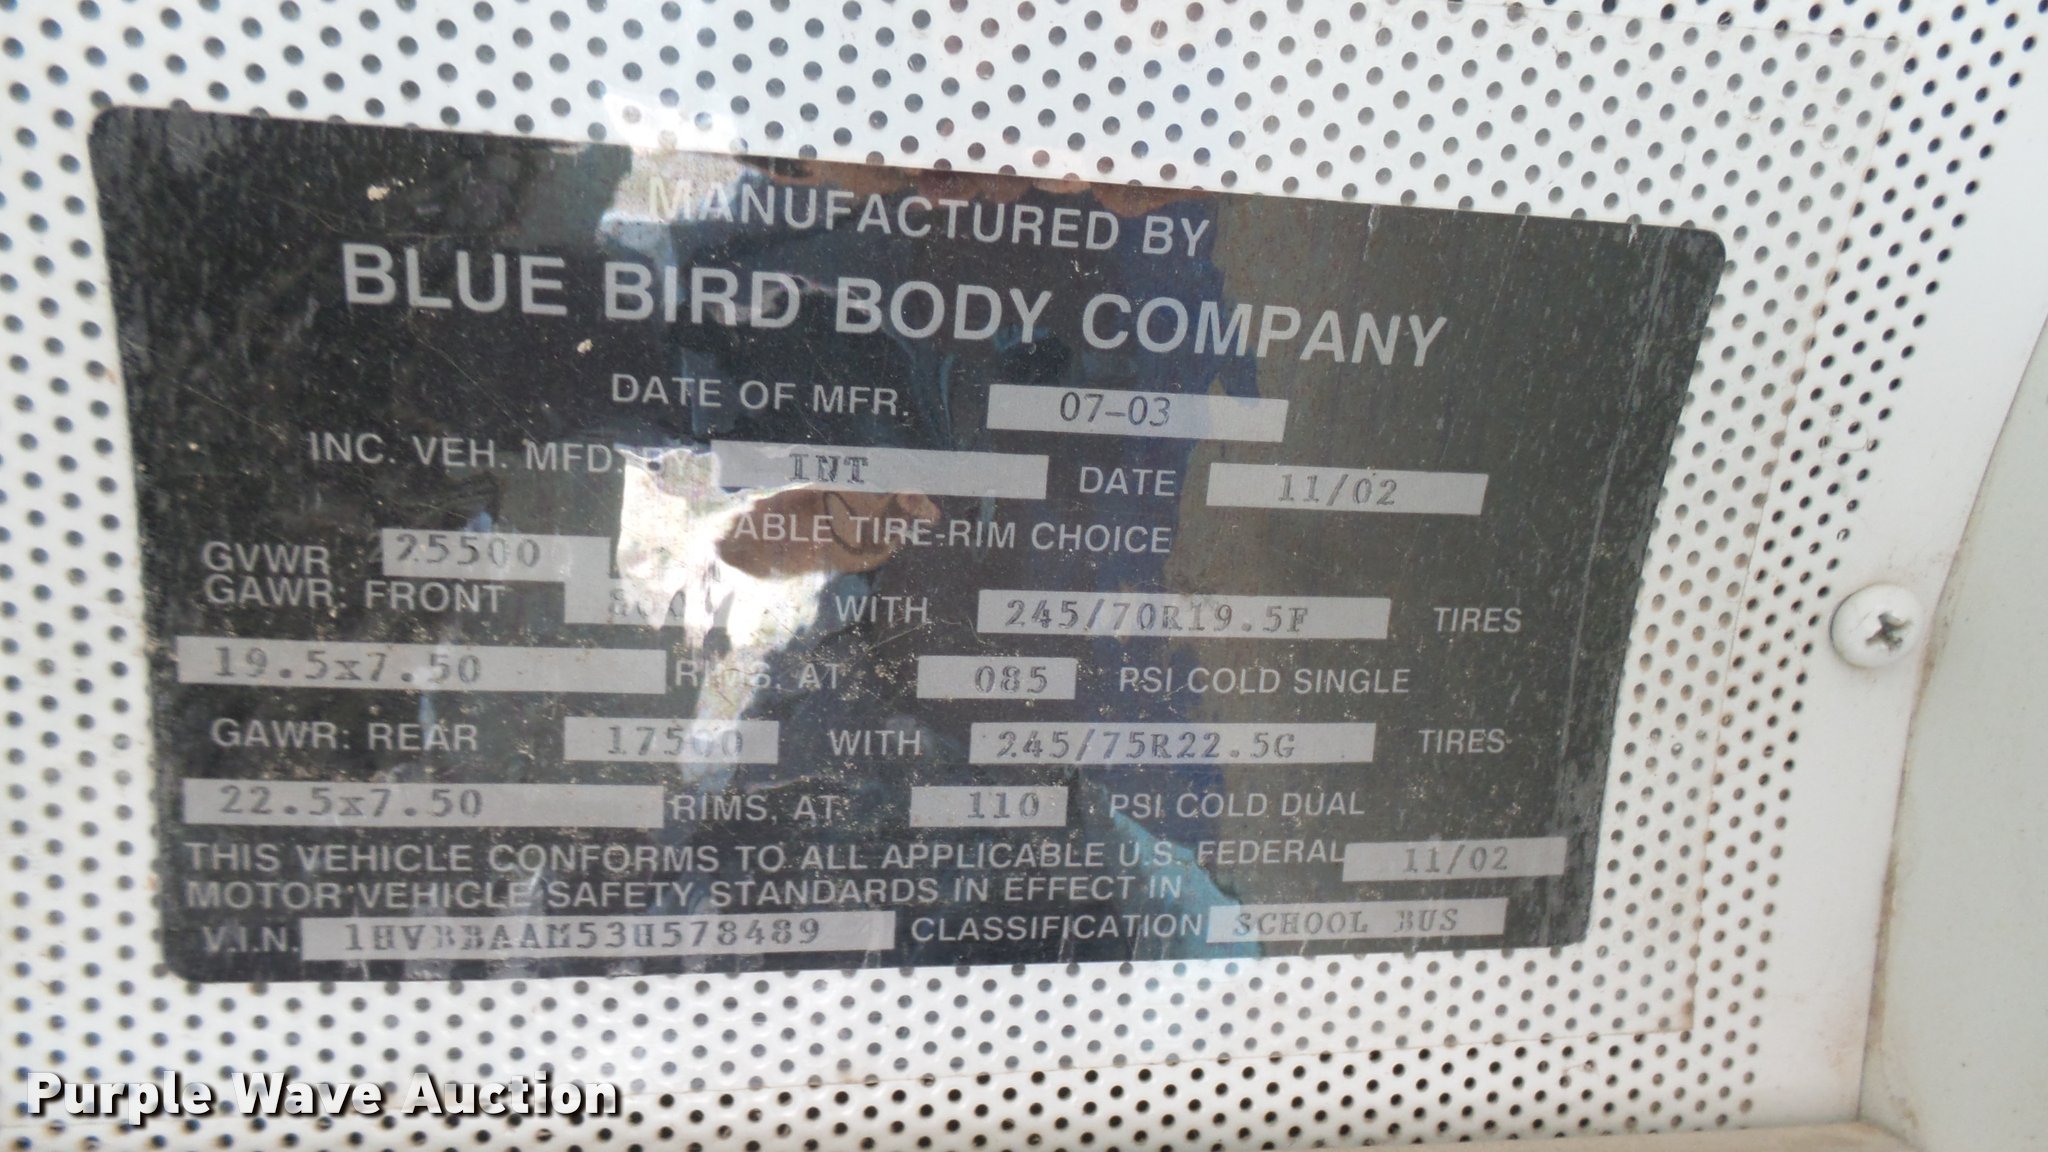 MANUFACTURED BY
BLUE BIRD BODY COMPANY
DATE OF MFR. 07-03
INC. VEH. MFD. BY INT DATE 11/02
TIRE-RIM CHOICE
GVWR 25500
GAWR: FRONT WITH 245/70R19.5F TIRES
19.5x7.50 RIMS, AT 085 PSI COLD SINGLE
GAWR: REAR 17500 WITH 245/75R22.5G TIRES
22.5x7.50 RIMS, AT 110 PSI COLD DUAL
THIS VEHICLE CONFORMS TO ALL APPLICABLE U.S. FEDERAL 11/02
MOTOR VEHICLE SAFETY STANDARDS IN EFFECT IN
V.I.N. 1HVBBAAM53H578489 CLASSIFICATION SCHOOL BUS
Purple Wave Auction